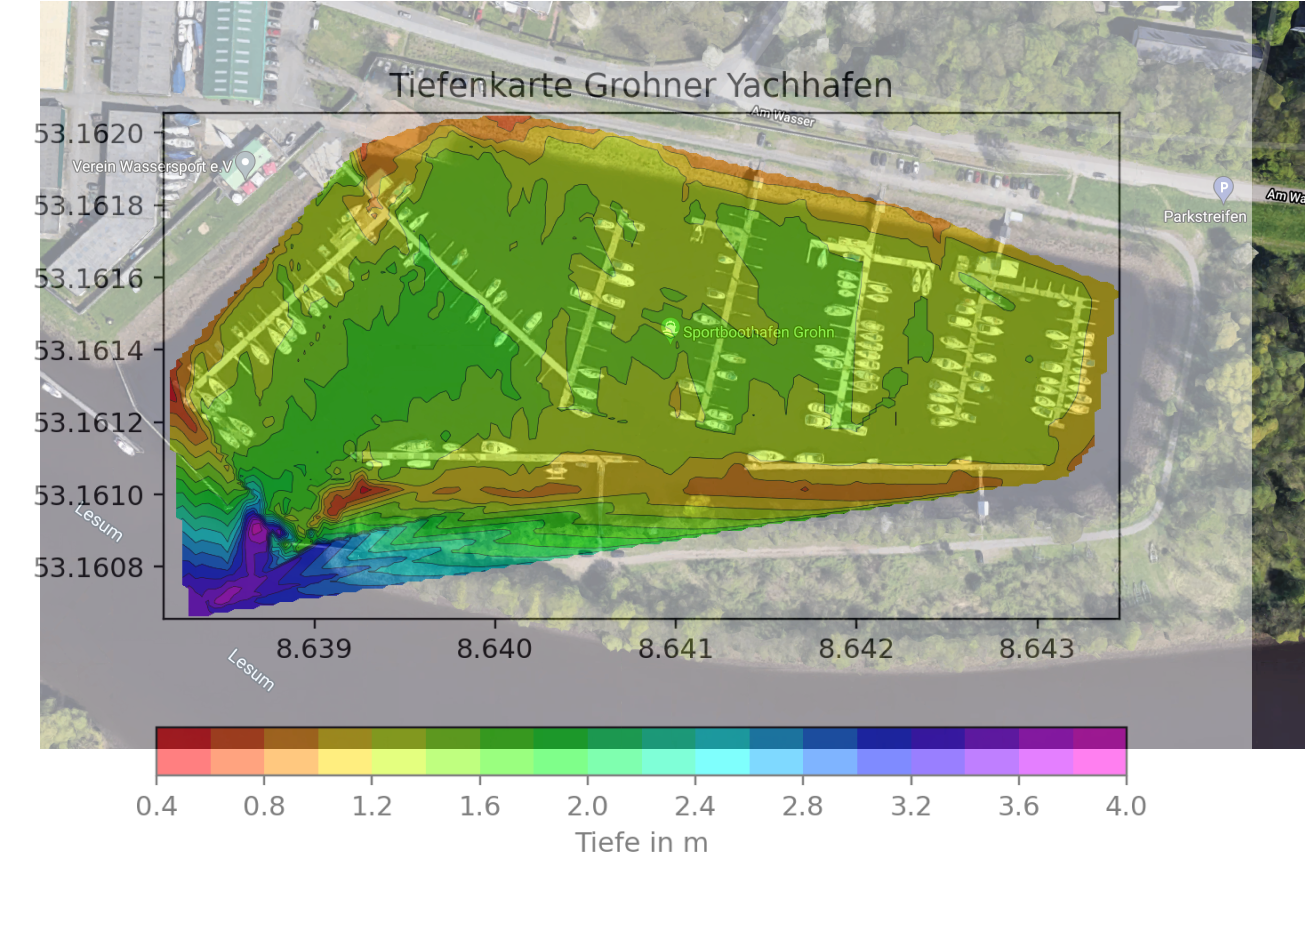 Tiefenkarte Grohner Yachhafen
Am Wasser
53.1620
Verein Wassersport e.V
P
Am Wa
53.1618
Parkstreifen
53.1616
Sportboothafen Grohn
53.1614
53.1612
53.1610
Lesum
53.1608
8.639 8.640 8.641 8.642 8.643
Lesum
0.4 0.8 1.2 1.6 2.0 2.4 2.8 3.2 3.6 4.0
Tiefe in m